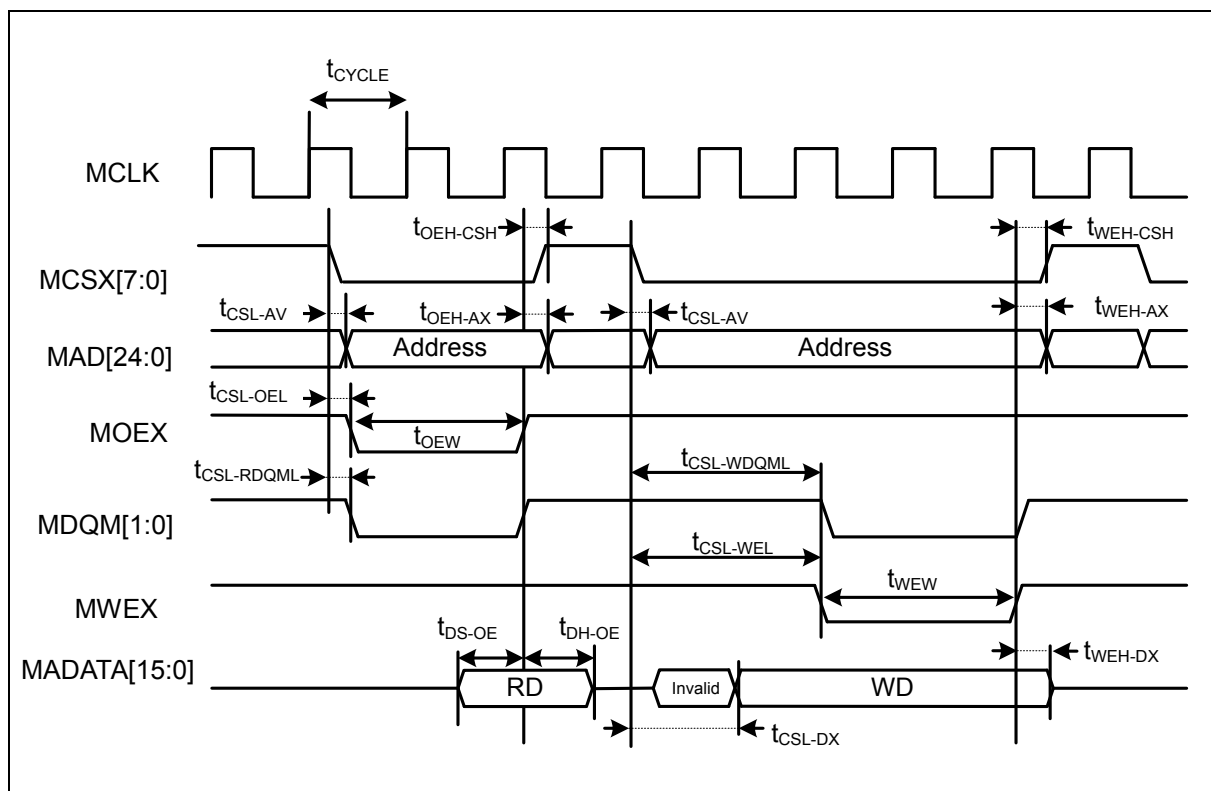 tCYCLE
MCLK
tOEH-CSH
tWEH-CSH
MCSX[7:0]
tCSL-AV
tOEH-AX
tCSL-AV
tWEH-AX
MAD[24:0]
Address
Address
tCSL-OEL
MOEX
tOEW
tCSL-RDQML
tCSL-WDQML
MDQM[1:0]
tCSL-WEL
MWEX
tWEW
tDS-OE
tDH-OE
MADATA[15:0]
RD
Invalid
WD
tWEH-DX
tCSL-DX